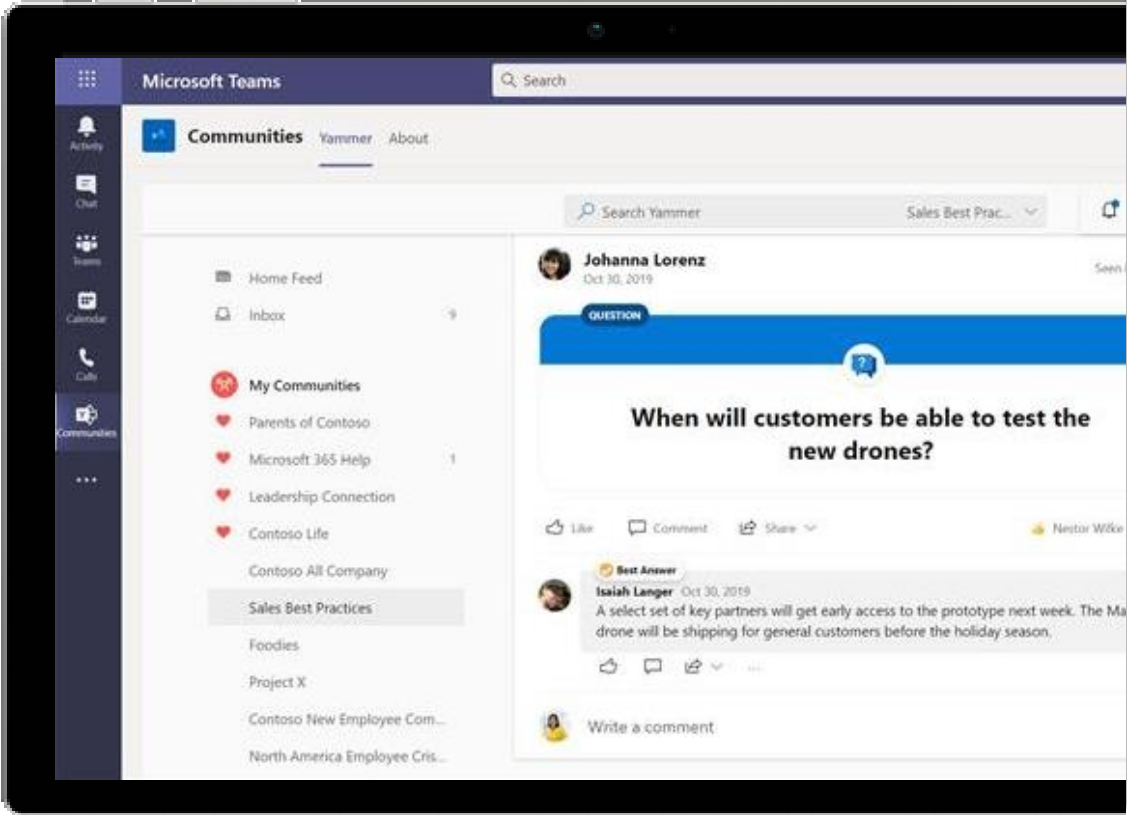 Microsoft Teams
Search
Activity
Chat
Teams
Calendar
Calls
Communities
Communities Yammer About
Search Yammer
Sales Best Prac...
Home Feed
Inbox 9
My Communities
Parents of Contoso
Microsoft 365 Help 1
Leadership Connection
Contoso Life
Contoso All Company
Sales Best Practices
Foodies
Project X
Contoso New Employee Com...
North America Employee Cris...
Johanna Lorenz
Oct 30, 2019
Seen
QUESTION
When will customers be able to test the
new drones?
Like Comment Share
Nestor Wilke
Best Answer
Isaiah Langer Oct 30, 2019
A select set of key partners will get early access to the prototype next week. The Ma
drone will be shipping for general customers before the holiday season.
Write a comment